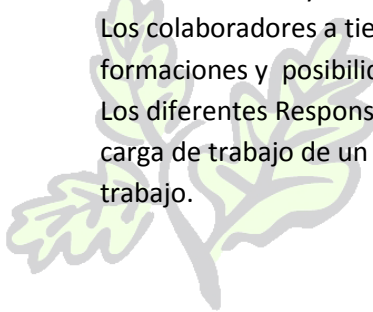 Los colaboradores a tie
formaciones y posibilid
Los diferentes Respons
carga de trabajo de un
trabajo.